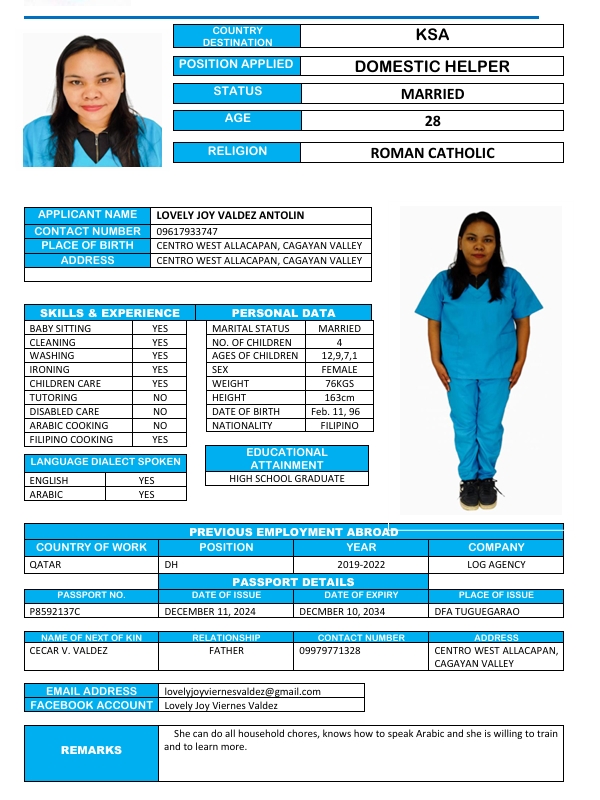 COUNTRY DESTINATION KSA
POSITION APPLIED DOMESTIC HELPER
STATUS MARRIED
AGE 28
RELIGION ROMAN CATHOLIC
APPLICANT NAME LOVELY JOY VALDEZ ANTOLIN
CONTACT NUMBER 09617933747
PLACE OF BIRTH CENTRO WEST ALLACAPAN, CAGAYAN VALLEY
ADDRESS CENTRO WEST ALLACAPAN, CAGAYAN VALLEY
SKILLS & EXPERIENCE
BABY SITTING YES
CLEANING YES
WASHING YES
IRONING YES
CHILDREN CARE YES
TUTORING NO
DISABLED CARE NO
ARABIC COOKING NO
FILIPINO COOKING YES
LANGUAGE DIALECT SPOKEN
ENGLISH YES
ARABIC YES
PERSONAL DATA
MARITAL STATUS MARRIED
NO. OF CHILDREN 4
AGES OF CHILDREN 12,9,7,1
SEX FEMALE
WEIGHT 76KGS
HEIGHT 163cm
DATE OF BIRTH Feb. 11, 96
NATIONALITY FILIPINO
EDUCATIONAL
ATTAINMENT
HIGH SCHOOL GRADUATE
PREVIOUS EMPLOYMENT ABROAD
COUNTRY OF WORK POSITION YEAR COMPANY
QATAR DH 2019-2022 LOG AGENCY
PASSPORT DETAILS
PASSPORT NO. DATE OF ISSUE DATE OF EXPIRY PLACE OF ISSUE
P8592137C DECEMBER 11, 2024 DECMBER 10, 2034 DFA TUGUEGARAO
NAME OF NEXT OF KIN RELATIONSHIP CONTACT NUMBER ADDRESS
CECAR V. VALDEZ FATHER 09979771328 CENTRO WEST ALLACAPAN,
CAGAYAN VALLEY
EMAIL ADDRESS lovelyjoyviernesvaldez@gmail.com
FACEBOOK ACCOUNT Lovely Joy Viernes Valdez
REMARKS
She can do all household chores, knows how to speak Arabic and she is willing to train
and to learn more.